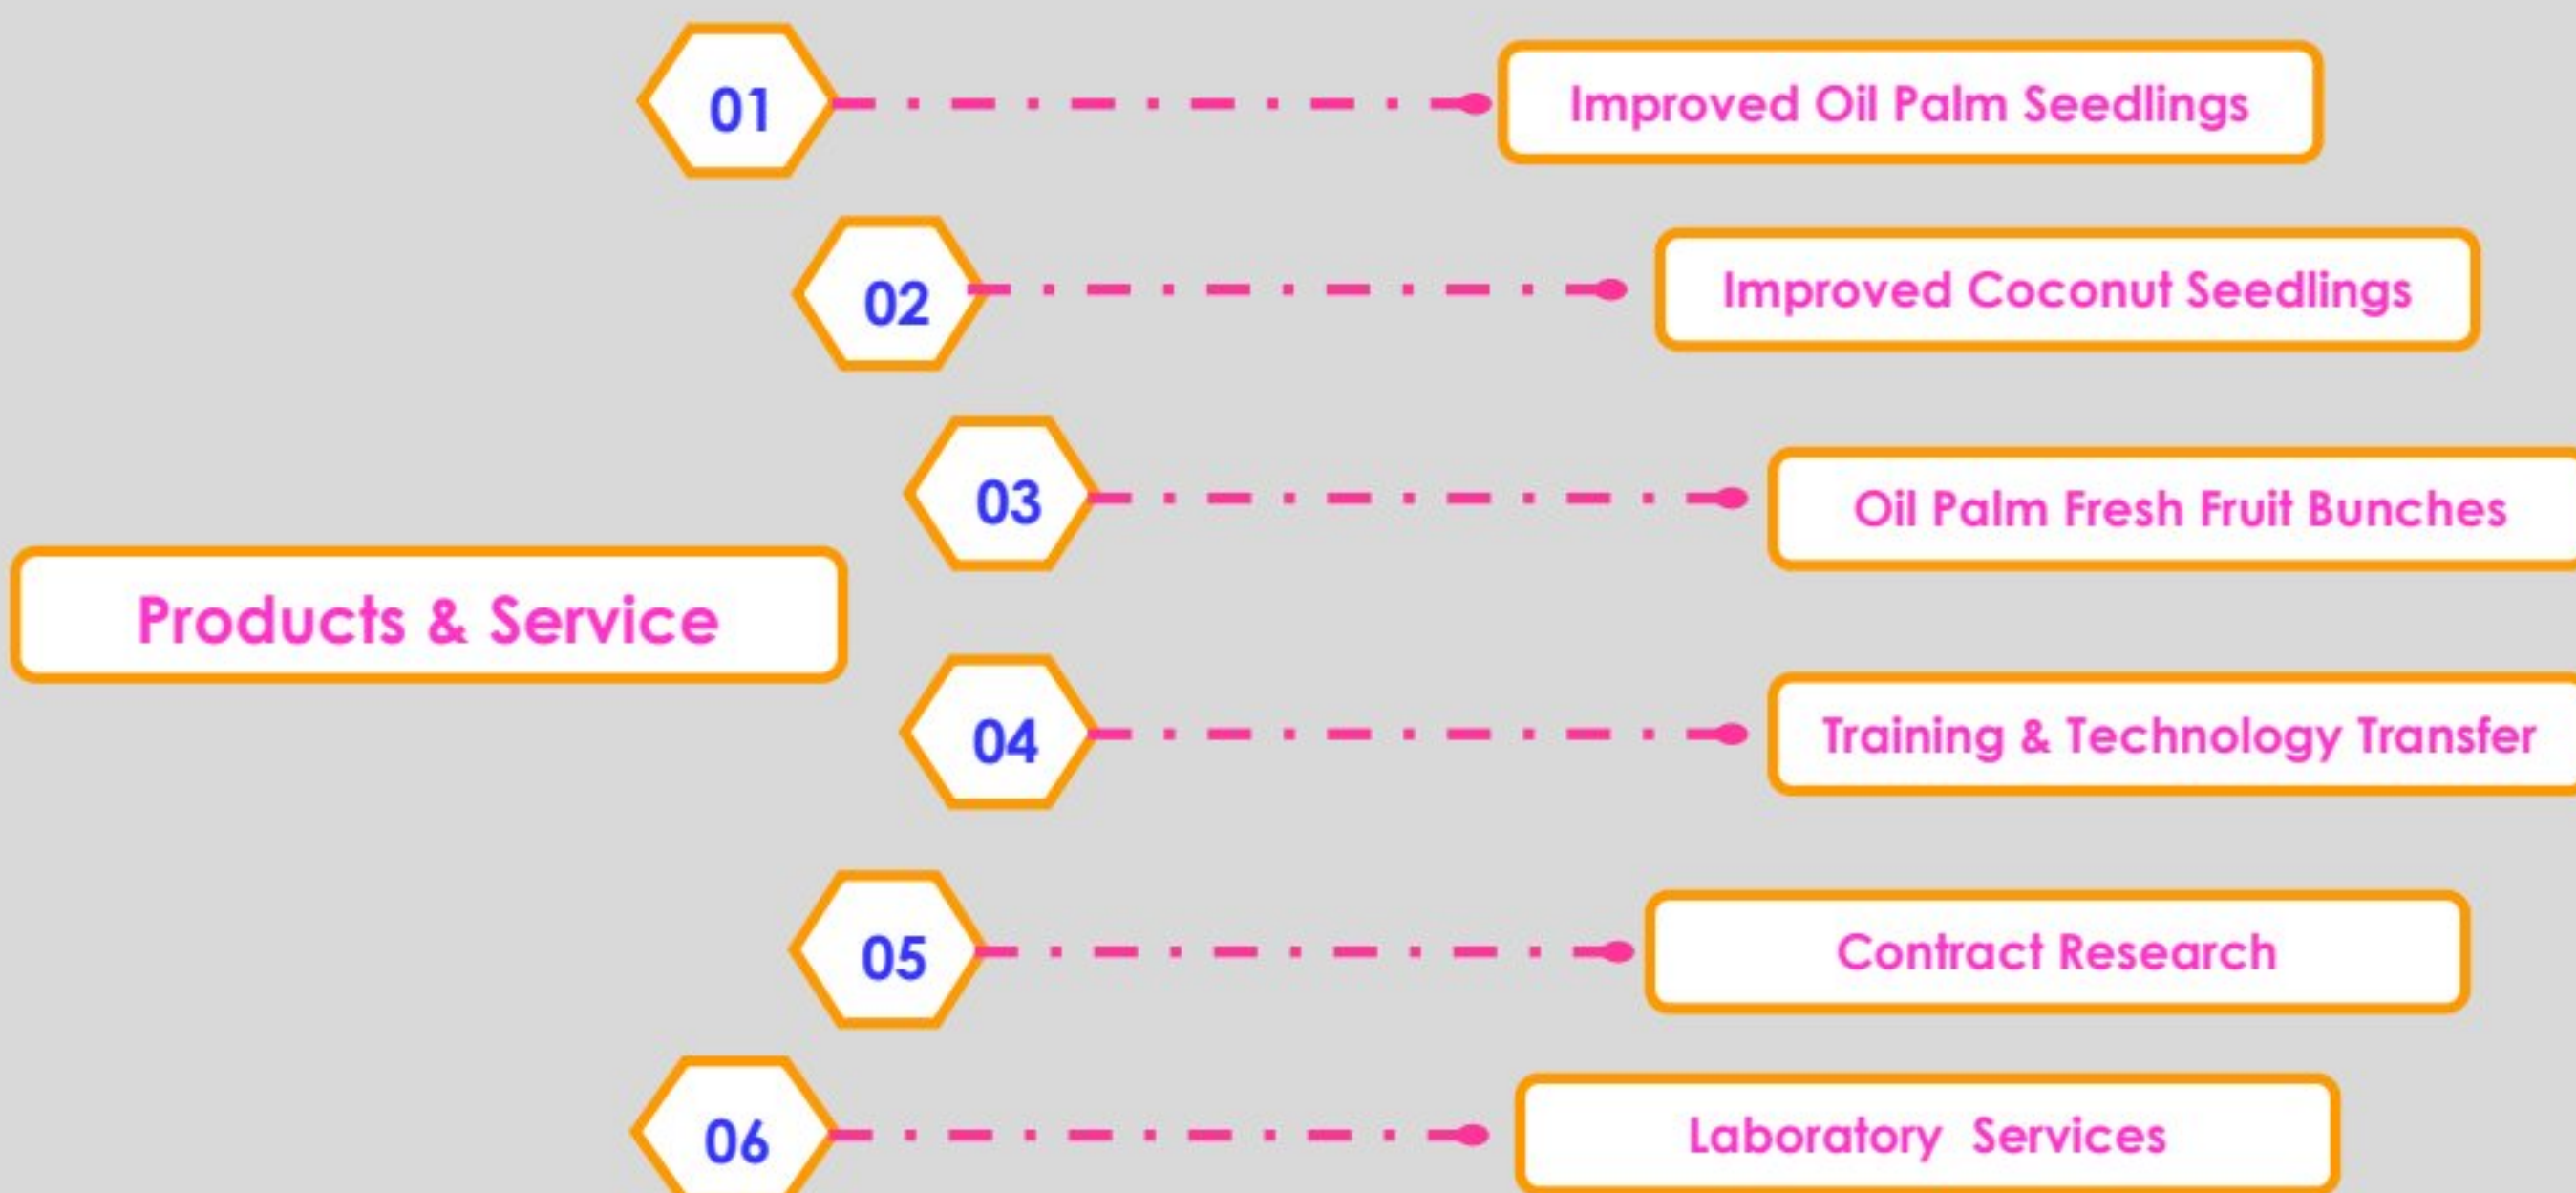 01
Improved Oil Palm Seedlings
02
Improved Coconut Seedlings
03
Oil Palm Fresh Fruit Bunches
Products & Service
04
Training & Technology Transfer
05
Contract Research
06
Laboratory  Services